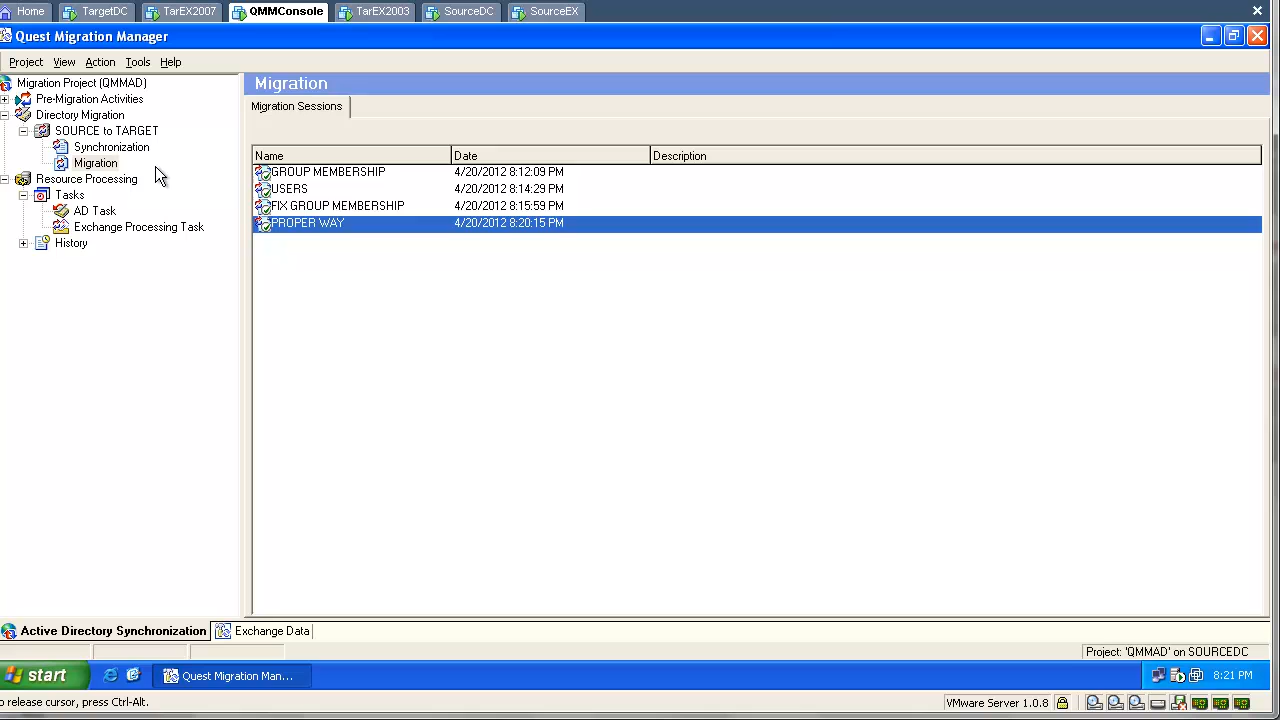 Home TargetDC TarEX2007 QMMConsole TarEX2003 SourceDC SourceEX
Quest Migration Manager
Project View Action Tools Help
Migration Project (QMMAD)
Pre-Migration Activities
Directory Migration
SOURCE to TARGET
Synchronization
Migration
Resource Processing
Tasks
AD Task
Exchange Processing Task
History
Migration
Migration Sessions
Name Date Description
GROUP MEMBERSHIP 4/20/2012 8:12:09 PM
USERS 4/20/2012 8:14:29 PM
FIX GROUP MEMBERSHIP 4/20/2012 8:15:59 PM
PROPER WAY 4/20/2012 8:20:15 PM
Active Directory Synchronization Exchange Data
Project: 'QMMAD' on SOURCEDC
start Quest Migration Man... 8:21 PM
o release cursor, press Ctrl-Alt. VMware Server 1.0.8